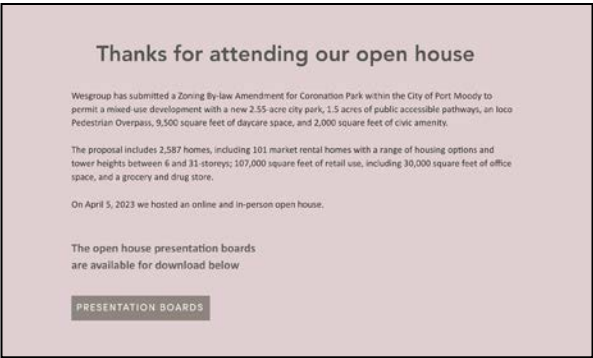 Thanks for attending our open house
Wesgroup has submitted a Zoning By-law Amendment for Coronation Park within the City of Port Moody to
permit a mixed-use development with a new 2.55-acre city park, 1.5 acres of public accessible pathways, an Ioco
Pedestrian Overpass, 9,500 square feet of daycare space, and 2,000 square feet of civic amenity.
The proposal includes 2,587 homes, including 101 market rental homes with a range of housing options and
tower heights between 6 and 31-storeys; 107,000 square feet of retail use, including 30,000 square feet of office
space, and a grocery and drug store.
On April 5, 2023 we hosted an online and in-person open house.
The open house presentation boards
are available for download below
PRESENTATION BOARDS